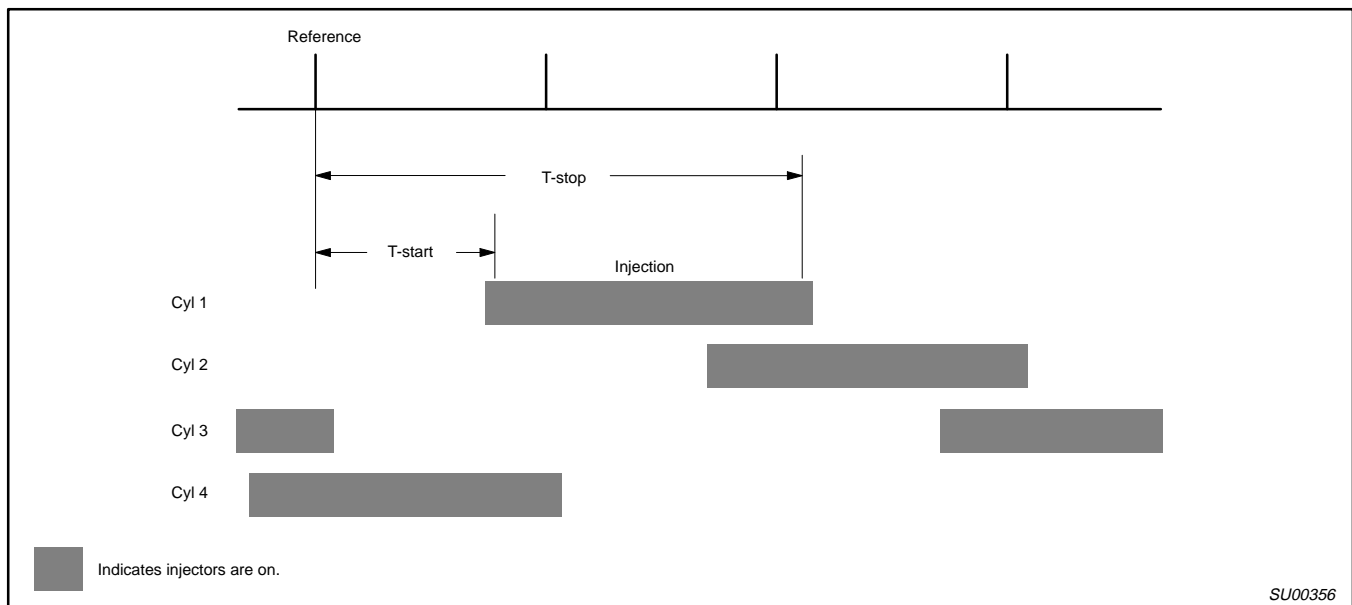 Reference
T-stop
T-start
Injection
Cyl 1
Cyl 2
Cyl 3
Cyl 4
Indicates injectors are on.
SU00356